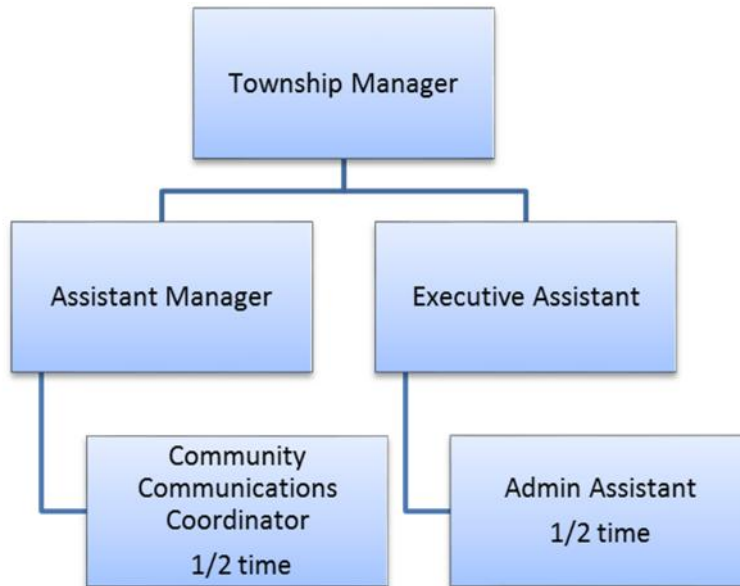 Township Manager
Assistant Manager
Executive Assistant
Community
Communications
Coordinator
1/2 time
Admin Assistant
1/2 time